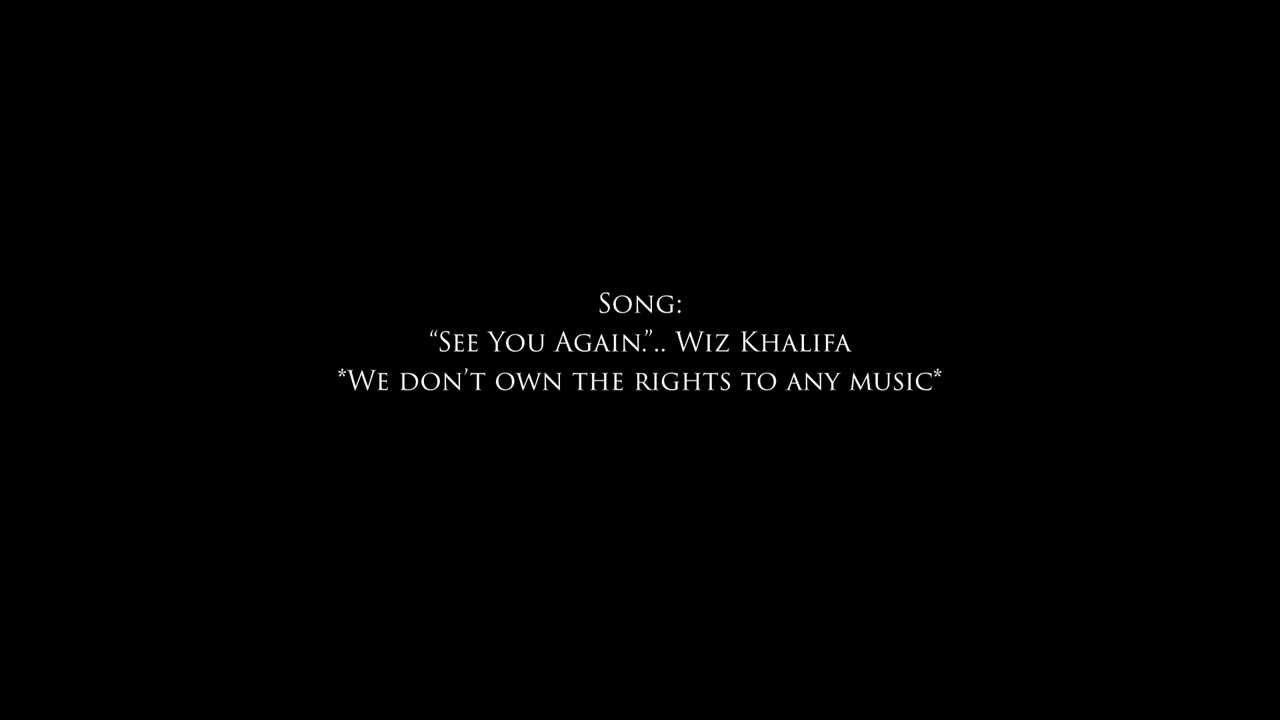 Song:
“See You Again.”.. Wiz Khalifa
*We don’t own the rights to any music*